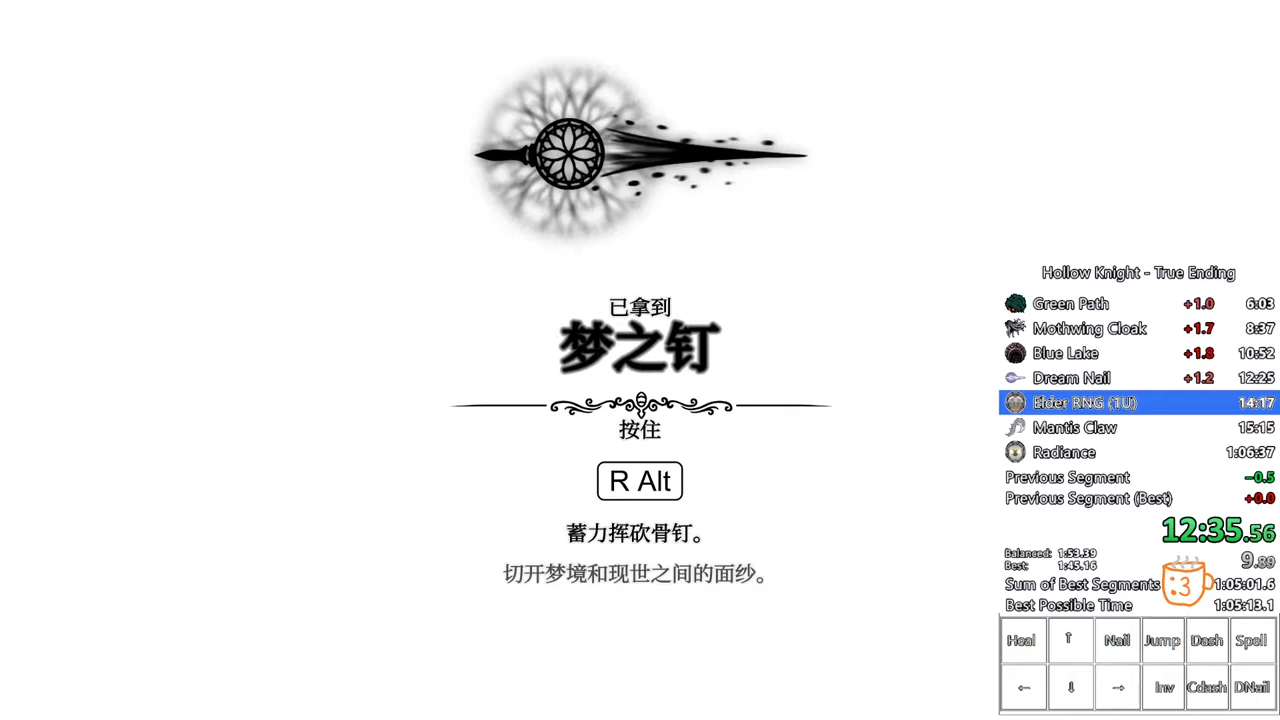 已拿到
梦之钉
按住
R Alt
蓄力挥砍骨钉。
切开梦境和现世之间的面纱。
Hollow Knight - True Ending
Green Path +1.0 6:03
Mothwing Cloak +1.7 8:37
Blue Lake +1.8 10:52
Dream Nail +1.2 12:25
Elder RNG (1U) 14:17
Mantis Claw 15:15
Radiance 1:06:37
Previous Segment −0.5
Previous Segment (Best) +0.0
12:35.56
Balanced: 1:53.39
Best: 1:45.16
9.89
Sum of Best Segments 1:05:01.6
Best Possible Time 1:05:13.1
Heal ↑ Nail Jump Dash Spell
← ↓ → Inv Cdash DNail